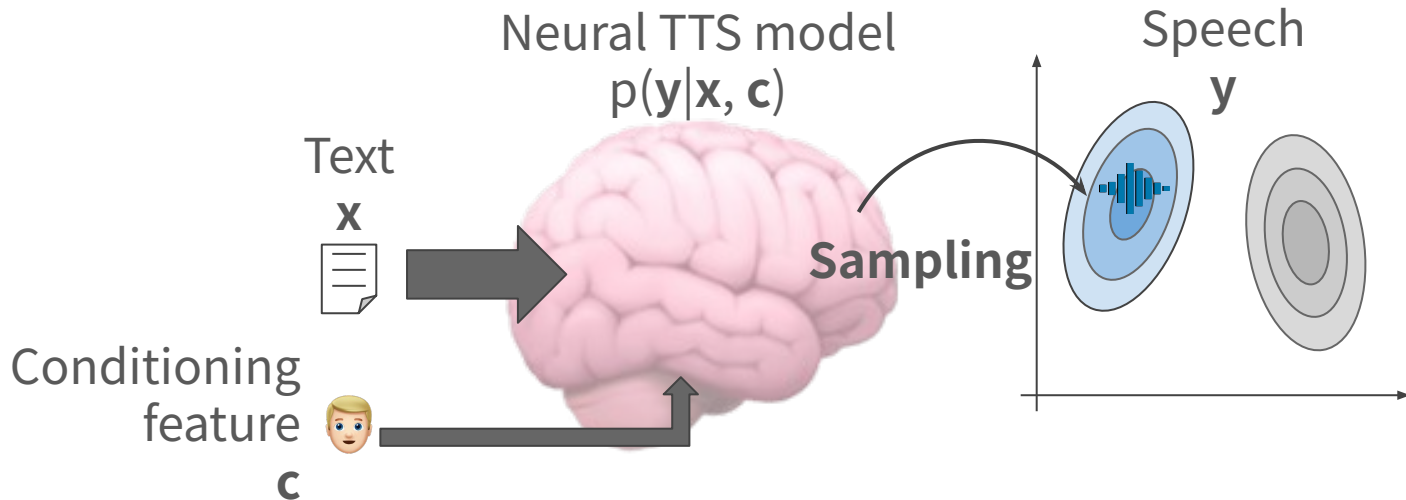 Neural TTS model
p(y|x, c)
Speech
y
Text
x
Sampling
Conditioning
feature
c